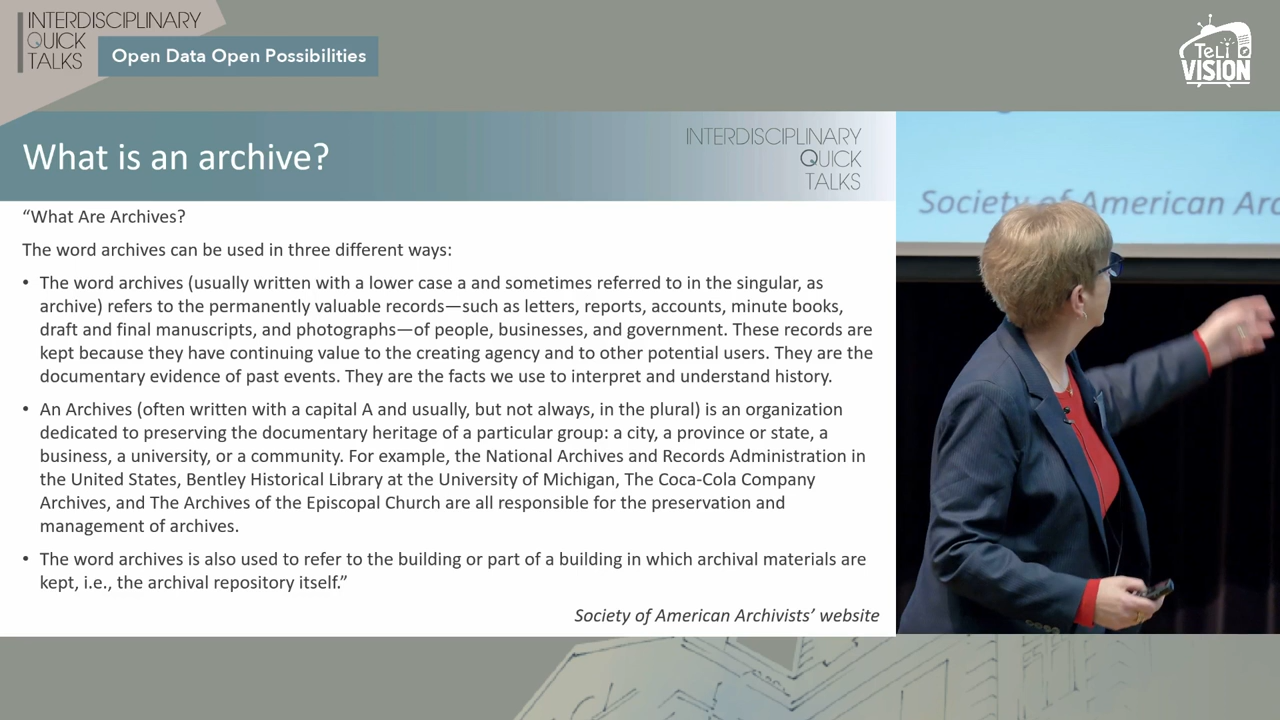 INTERDISCIPLINARY
QUICK
TALKS
Open Data Open Possibilities
TeLi
VISION
What is an archive?
INTERDISCIPLINARY
QUICK
TALKS
“What Are Archives?
The word archives can be used in three different ways:
• The word archives (usually written with a lower case a and sometimes referred to in the singular, as
archive) refers to the permanently valuable records—such as letters, reports, accounts, minute books,
draft and final manuscripts, and photographs—of people, businesses, and government. These records are
kept because they have continuing value to the creating agency and to other potential users. They are the
documentary evidence of past events. They are the facts we use to interpret and understand history.
• An Archives (often written with a capital A and usually, but not always, in the plural) is an organization
dedicated to preserving the documentary heritage of a particular group: a city, a province or state, a
business, a university, or a community. For example, the National Archives and Records Administration in
the United States, Bentley Historical Library at the University of Michigan, The Coca-Cola Company
Archives, and The Archives of the Episcopal Church are all responsible for the preservation and
management of archives.
• The word archives is also used to refer to the building or part of a building in which archival materials are
kept, i.e., the archival repository itself.”
Society of American Archivists’ website
Society of American Arc